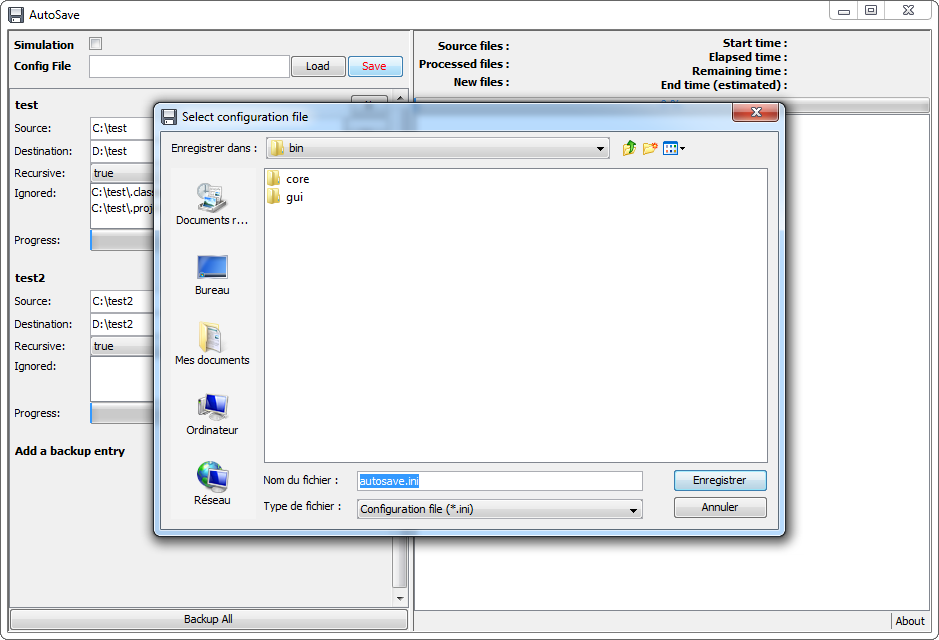 AutoSave
Simulation
Config File
Load
Save
Source files :
Processed files :
New files :
Start time :
Elapsed time :
Remaining time :
End time (estimated) :
test
Source:
C:\test
Destination:
D:\test
Recursive:
true
Ignored:
C:\test\.clas
C:\test\.proj
Progress:
test2
Source:
C:\test2
Destination:
D:\test2
Recursive:
true
Ignored:
Progress:
Add a backup entry
Backup All
About
Select configuration file
Enregistrer dans :
bin
core
gui
Documents r...
Bureau
Mes documents
Ordinateur
Réseau
Nom du fichier :
autosave.ini
Enregistrer
Type de fichier :
Configuration file (*.ini)
Annuler